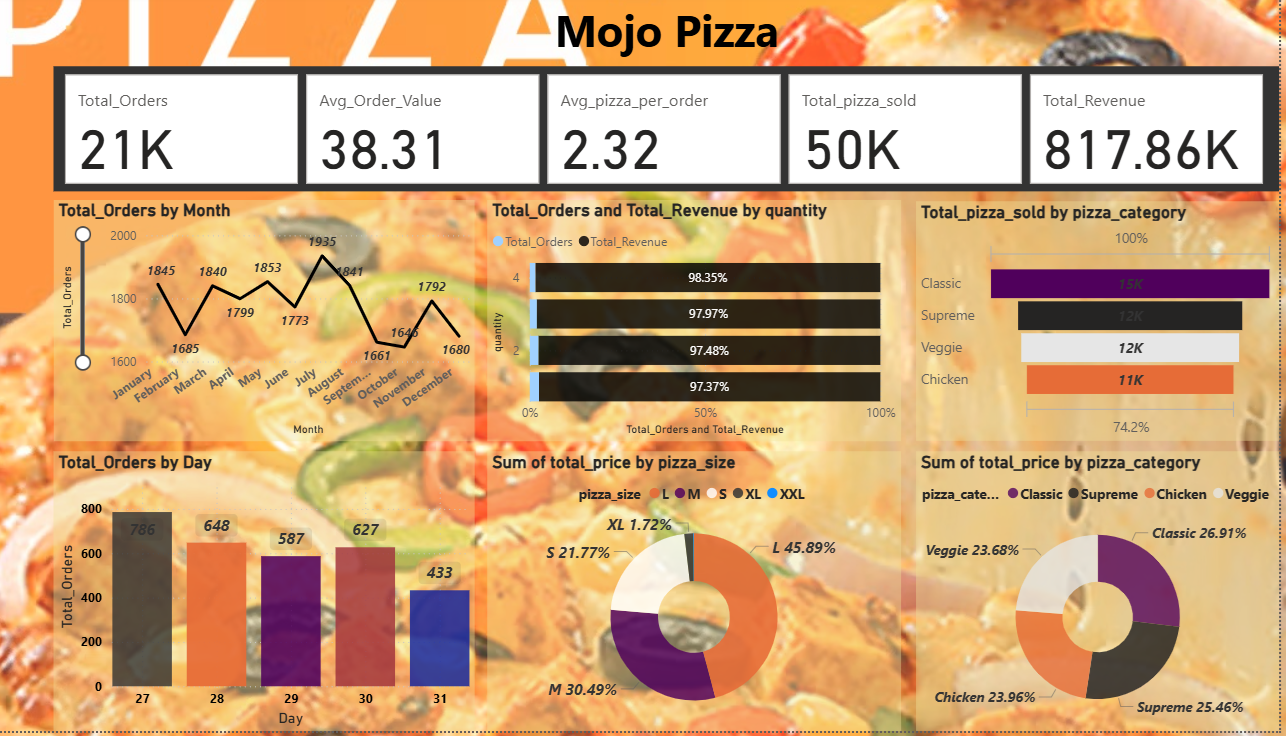 PIZZA
Mojo Pizza
Total_Orders
21K
Avg_Order_Value
38.31
Avg_pizza_per_order
2.32
Total_pizza_sold
50K
Total_Revenue
817.86K
Total_Orders by Month
Total_Orders
2000
1800
1600
1845
1685
1840
1799
1853
1773
1935
1841
1661
1646
1792
1680
January
February
March
April
May
June
July
August
Septem...
October
November
December
Month
Total_Orders and Total_Revenue by quantity
Total_Orders Total_Revenue
quantity
4
2
98.35%
97.97%
97.48%
97.37%
0% 50% 100%
Total_Orders and Total_Revenue
Total_pizza_sold by pizza_category
100%
Classic 15K
Supreme 12K
Veggie 12K
Chicken 11K
74.2%
Total_Orders by Day
Total_Orders
800
600
400
200
0
786
648
587
627
433
27 28 29 30 31
Day
Sum of total_price by pizza_size
pizza_size L M S XL XXL
XL 1.72%
S 21.77%
L 45.89%
M 30.49%
Sum of total_price by pizza_category
pizza_cate... Classic Supreme Chicken Veggie
Classic 26.91%
Veggie 23.68%
Chicken 23.96%
Supreme 25.46%